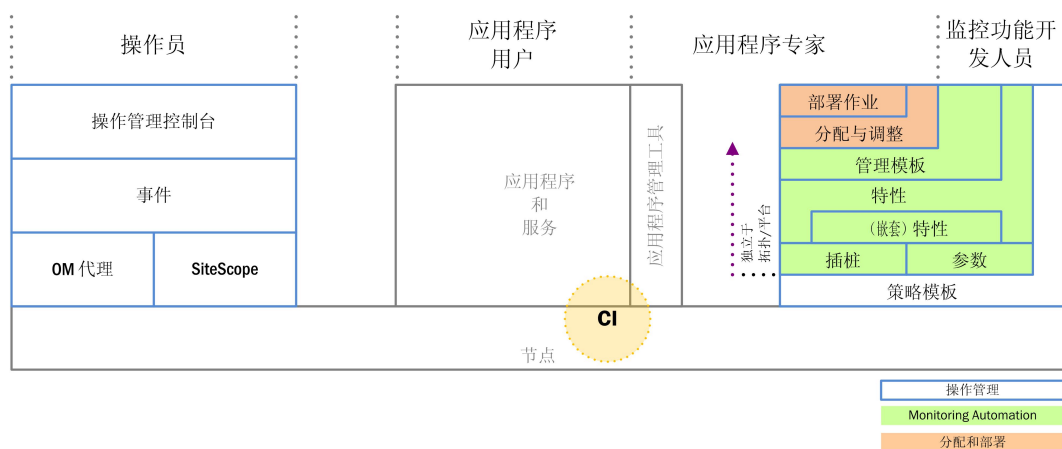 操作员
应用程序
用户
应用程序专家
监控功能开
发人员
操作管理控制台
事件
OM 代理
SiteScope
应用程序
和
服务
应用程序管理工具
独立于
拓扑/平台
部署作业
分配与调整
管理模板
特性
（嵌套）特性
插桩
参数
策略模板
CI
节点
操作管理
Monitoring Automation
分配和部署